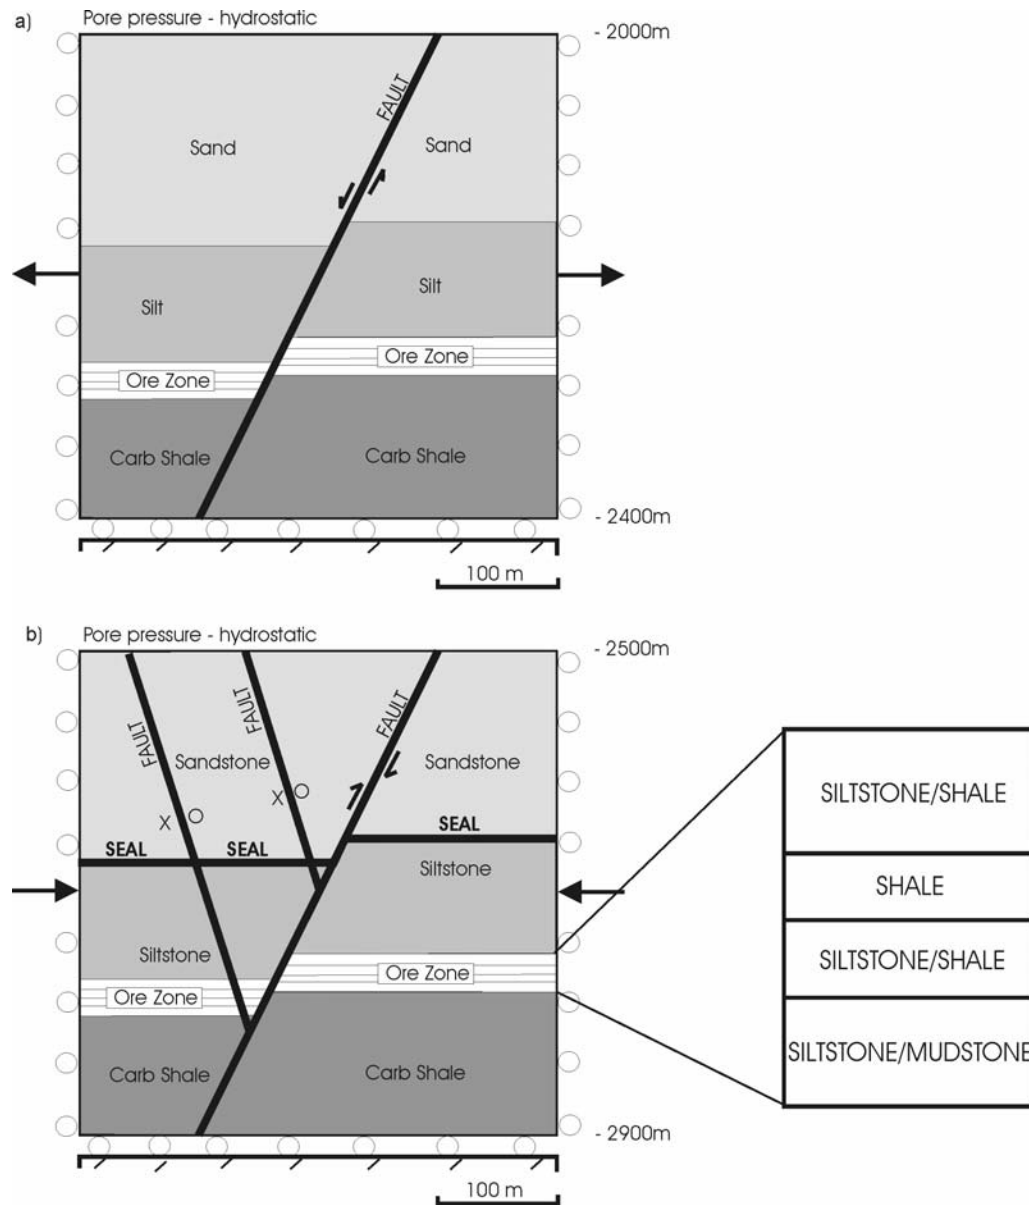 a)
Pore pressure - hydrostatic
- 2000m
FAULT
Sand
Sand
Silt
Silt
Ore Zone
Ore Zone
Carb Shale
Carb Shale
- 2400m
100 m
b)
Pore pressure - hydrostatic
- 2500m
FAULT
FAULT
FAULT
Sandstone
Sandstone
X O
X O
SEAL
SEAL
SEAL
Siltstone
Siltstone
Ore Zone
Ore Zone
Carb Shale
Carb Shale
- 2900m
100 m
SILTSTONE/SHALE
SHALE
SILTSTONE/SHALE
SILTSTONE/MUDSTONE